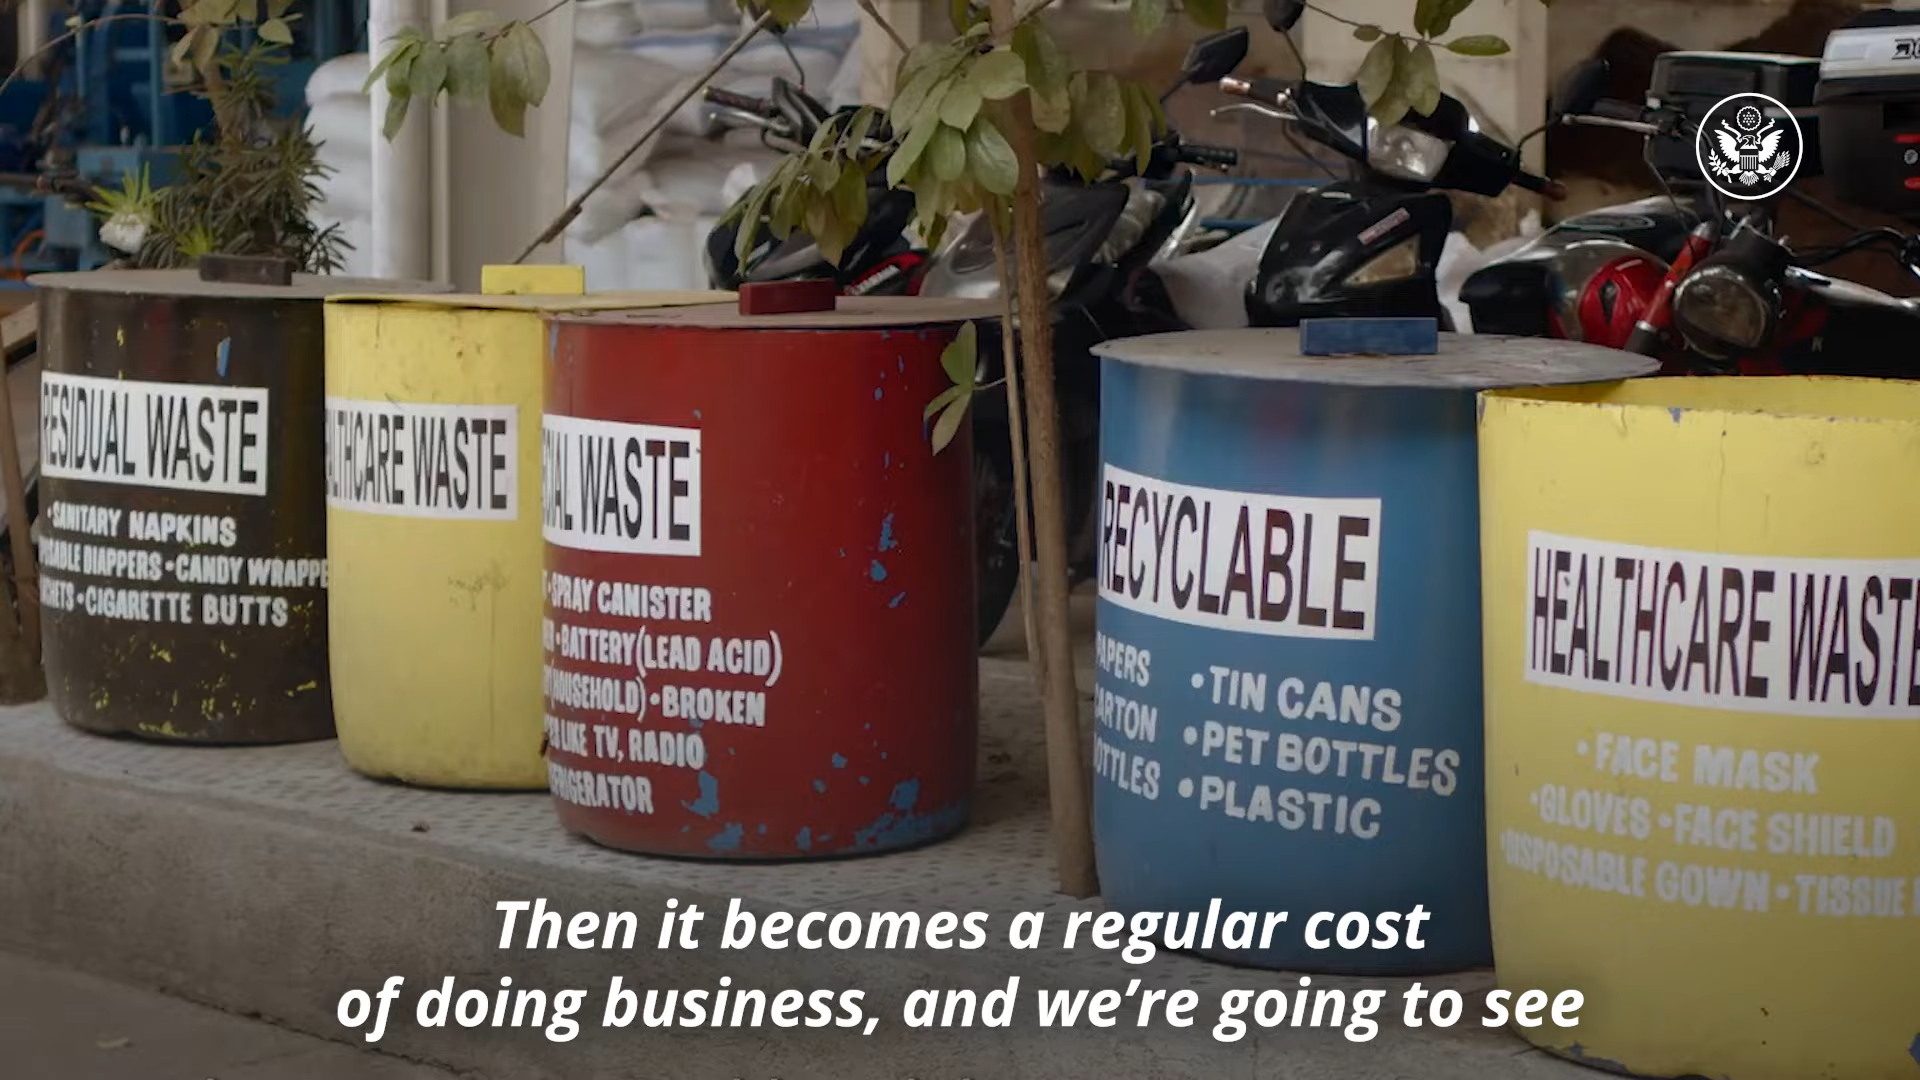 RESIDUAL WASTE
•SANITARY NAPKINS
DIAPPERS •CANDY WRAPPE
•CIGARETTE BUTTS
WASTE
WASTE
•SPRAY CANISTER
•BATTERY(LEAD ACID)
(HOUSEHOLD) •BROKEN
LIKE TV, RADIO
RECYCLABLE
•TIN CANS
•PET BOTTLES
•PLASTIC
HEALTHCARE WASTE
•FACE MASK
•GLOVES •FACE SHIELD
•DISPOSABLE GOWN •TISSUE
Then it becomes a regular cost
of doing business, and we’re going to see